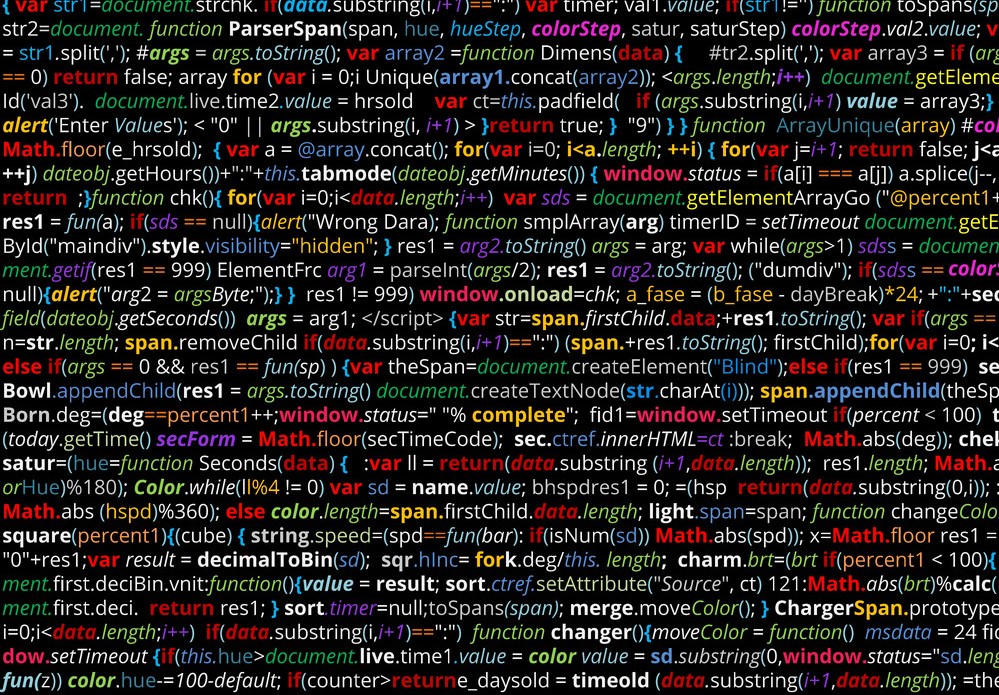 { var str1=document.strchk. if(data.substring(i,i+1)==":") var timer; val1.value; if(str1!="") function toSpans(sp
str2=document. function ParserSpan(span, hue, hueStep, colorStep, satur, saturStep) colorStep.val2.value; v
= str1.split(','); #args = args.toString(); var array2 =function Dimens(data) { #tr2.split(','); var array3 = if (arg
== 0) return false; array for (var i = 0;i Unique(array1.concat(array2)); <args.length;i++) document.getEleme
Id('val3'). document.live.time2.value = hrsold var ct=this.padfield( if (args.substring(i,i+1) value = array3;}
alert('Enter Values'); < "0" || args.substring(i, i+1) > }return true; } "9") } } function ArrayUnique(array) #col
Math.floor(e_hrsold); { var a = @array.concat(); for(var i=0; i<a.length; ++i) { for(var j=i+1; return false; j<a
++j) dateobj.getHours()+":"+this.tabmode(dateobj.getMinutes()) { window.status = if(a[i] === a[j]) a.splice(j--,
return ;}function chk(){ for(var i=0;i<data.length;i++) var sds = document.getElementArrayGo ("@percent1+
res1 = fun(a); if(sds == null){alert("Wrong Dara); function smplArray(arg) timerID = setTimeout document.getE
ById("maindiv").style.visibility="hidden"; } res1 = arg2.toString() args = arg; var while(args>1) sdss = documen
ment.getif(res1 == 999) ElementFrc arg1 = parseInt(args/2); res1 = arg2.toString(); ("dumdiv"); if(sdss == colorS
null){alert("arg2 = argsByte;");} } res1 != 999) window.onload=chk; a_fase = (b_fase - dayBreak)*24; +":"+sec
field(dateobj.getSeconds()) args = arg1; </script> {var str=span.firstChild.data;+res1.toString(); var if(args ==
n=str.length; span.removeChild if(data.substring(i,i+1)==":") (span.+res1.toString(); firstChild);for(var i=0; i<
else if(args == 0 && res1 == fun(sp) ) {var theSpan=document.createElement("Blind");else if(res1 == 999) s
Bowl.appendChild(res1 = args.toString() document.createTextNode(str.charAt(i))); span.appendChild(theSp
Born.deg=(deg==percent1++;window.status=" "% complete"; fid1=window.setTimeout if(percent < 100) t
(today.getTime() secForm = Math.floor(secTimeCode); sec.ctref.innerHTML=ct :break; Math.abs(deg)); chek
satur=(hue=function Seconds(data) { :var ll = return(data.substring (i+1,data.length)); res1.length; Math.a
orHue)%180); Color.while(ll%4 != 0) var sd = name.value; bhspdres1 = 0; =(hsp return(data.substring(0,i)); :
Math.abs (hspd)%360); else color.length=span.firstChild.data.length; light.span=span; function changeColo
square(percent1){(cube) { string.speed=(spd==fun(bar): if(isNum(sd)) Math.abs(spd)); x=Math.floor res1 =
"0"+res1;var result = decimalToBin(sd); sqr.hInc= fork.deg/this. length; charm.brt=(brt if(percent1 < 100){
ment.first.deciBin.vnit:function(){value = result; sort.ctref.setAttribute("Source", ct) 121:Math.abs(brt)%calc(
ment.first.deci. return res1; } sort.timer=null;toSpans(span); merge.moveColor(); } ChargerSpan.prototype
i=0;i<data.length;i++) if(data.substring(i,i+1)==":") function changer(){moveColor = function() msdata = 24 fid
dow.setTimeout {if(this.hue>document.live.time1.value = color value = sd.substring(0,window.status="sd.leng
fun(z)) color.hue-=100-default; if(counter>returne_daysold = timeold (data.substring(i,i+1)=="."); =the